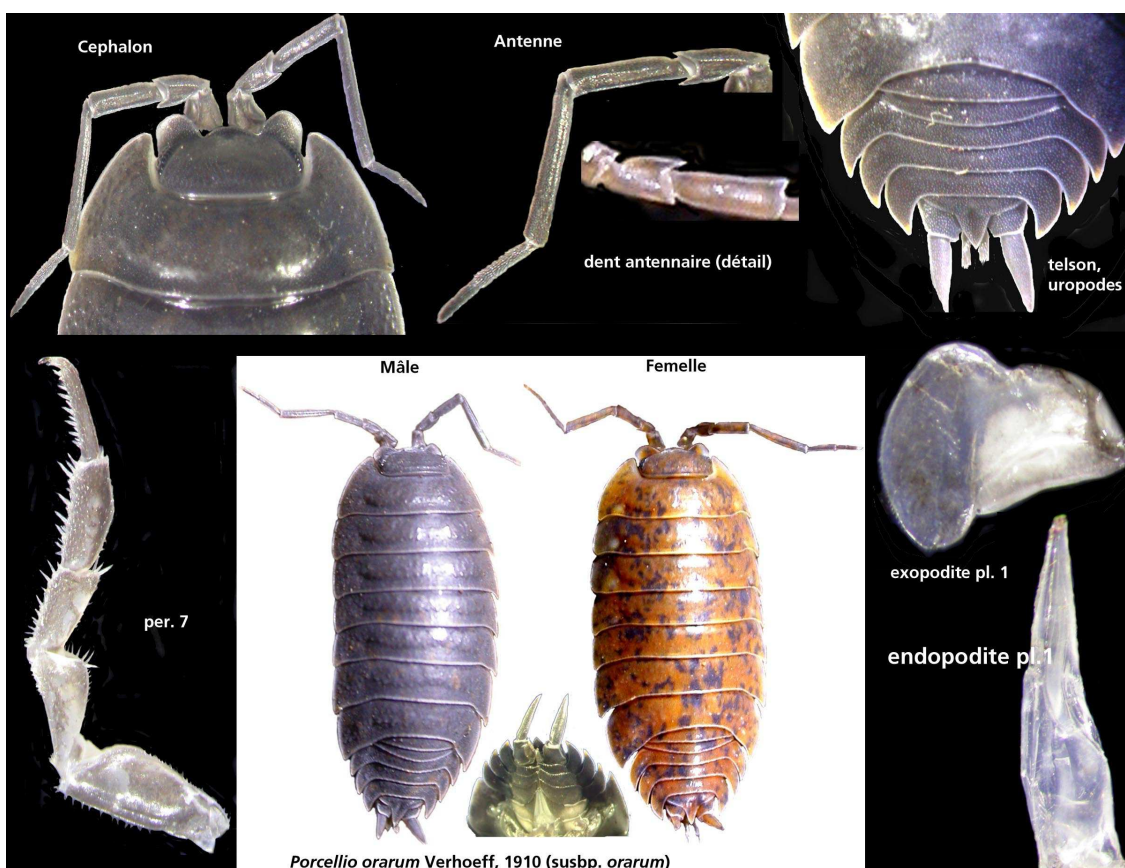 Cephalon
Antenne
dent antennaire (détail)
telson,
uropodes
Mâle
Femelle
per. 7
exopodite pl. 1
endopodite pl.1
Porcellio orarum Verhoeff, 1910 (susbp. orarum)